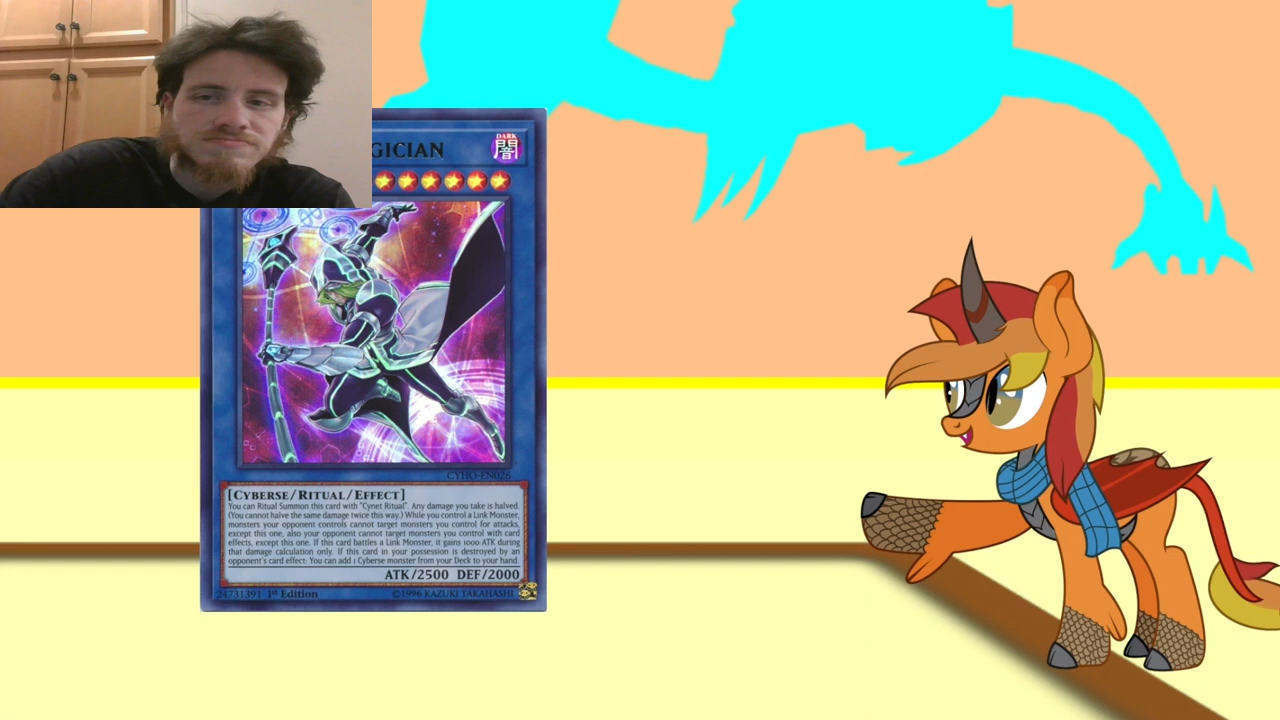 GICIAN
DARK
闇
CYHO-EN026
[CYBERSE/RITUAL/EFFECT]
You can Ritual Summon this card with "Cynet Ritual". Any damage you take is halved.
(You cannot halve the same damage twice this way.) While you control a Link Monster,
monsters your opponent controls cannot target monsters you control for attacks,
except this one, also your opponent cannot target monsters you control with card
effects, except this one. If this card battles a Link Monster, it gains 1000 ATK during
that damage calculation only. If this card in your possession is destroyed by an
opponent's card effect: You can add 1 Cyberse monster from your Deck to your hand.
ATK/2500 DEF/2000
24731391 1st Edition ©1996 KAZUKI TAKAHASHI